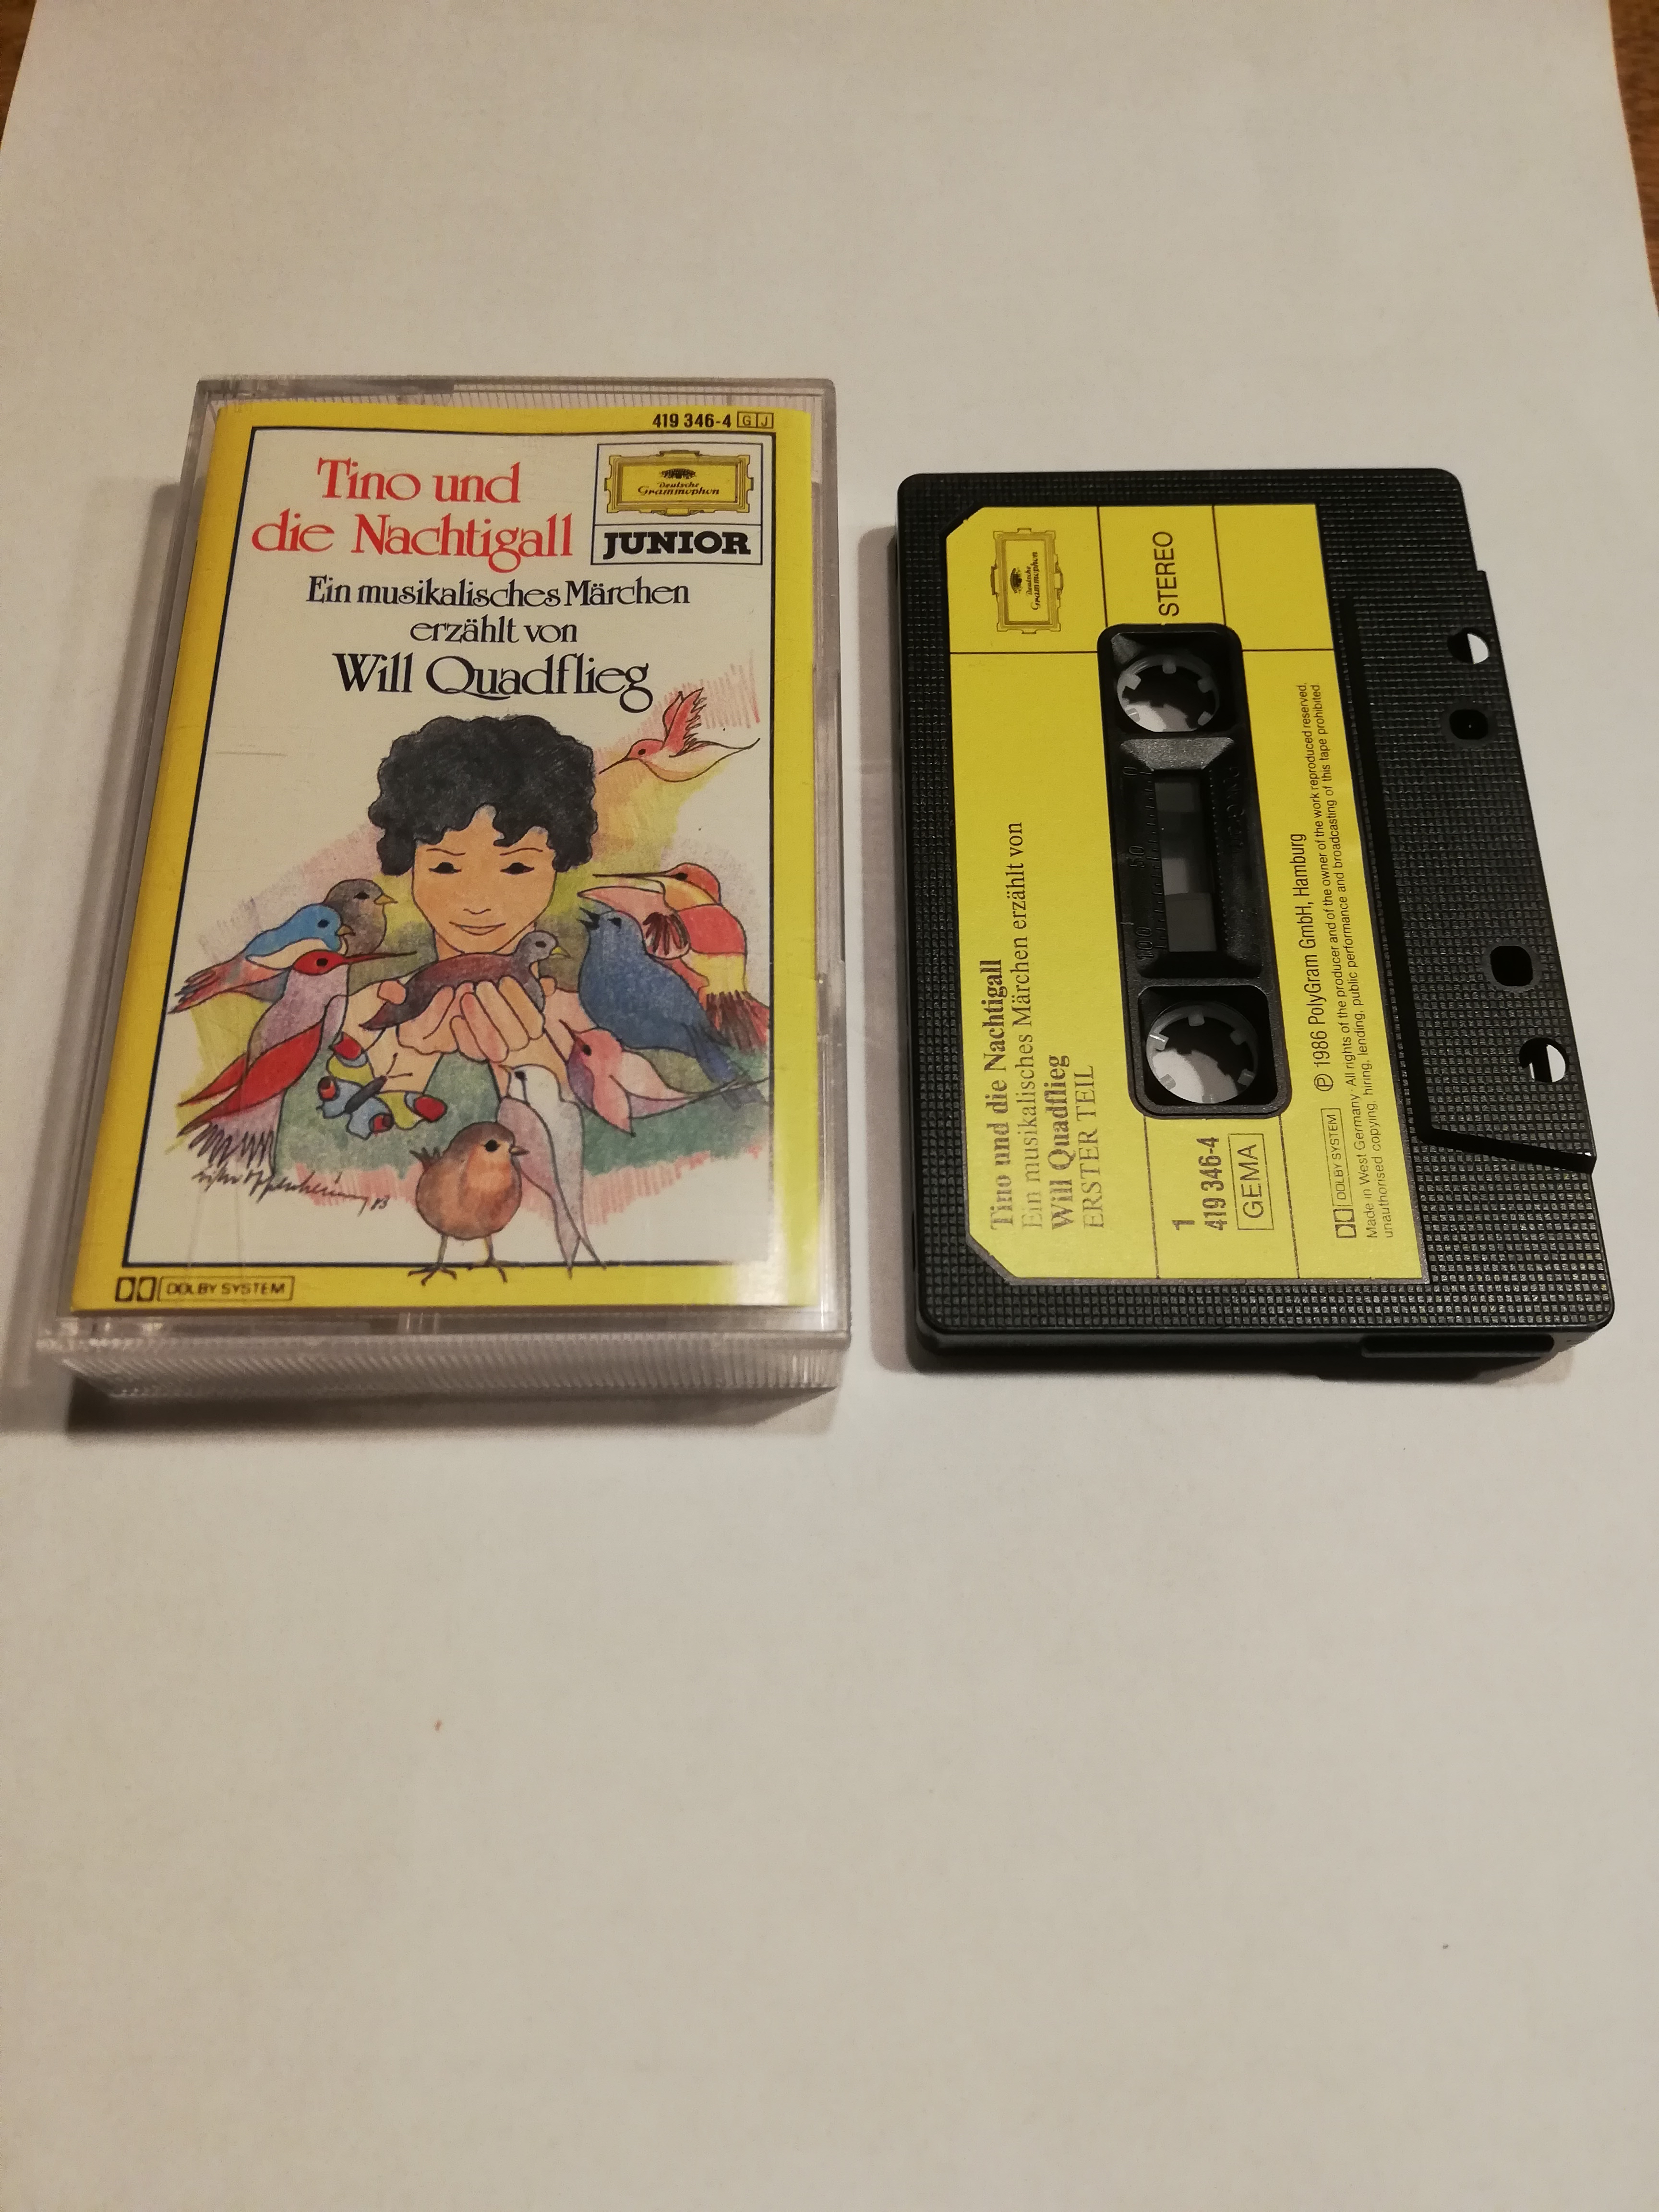 419 346-4 G J
Tino und
die Nachtigall
Deutsche
Grammophon
JUNIOR
Ein musikalisches Märchen
erzählt von
Will Quadflieg
DOLBY SYSTEM
Deutsche
Grammophon
STEREO
Tino und die Nachtigall
Ein musikalisches Märchen erzählt von
Will Quadflieg
ERSTER TEIL
100 50 0
1
419 346-4
GEMA
DOLBY SYSTEM ℗ 1986 PolyGram GmbH, Hamburg
Made in West Germany · All rights of the producer and of the owner of the work reproduced reserved.
unauthorised copying, hiring, lending, public performance and broadcasting of this tape prohibited